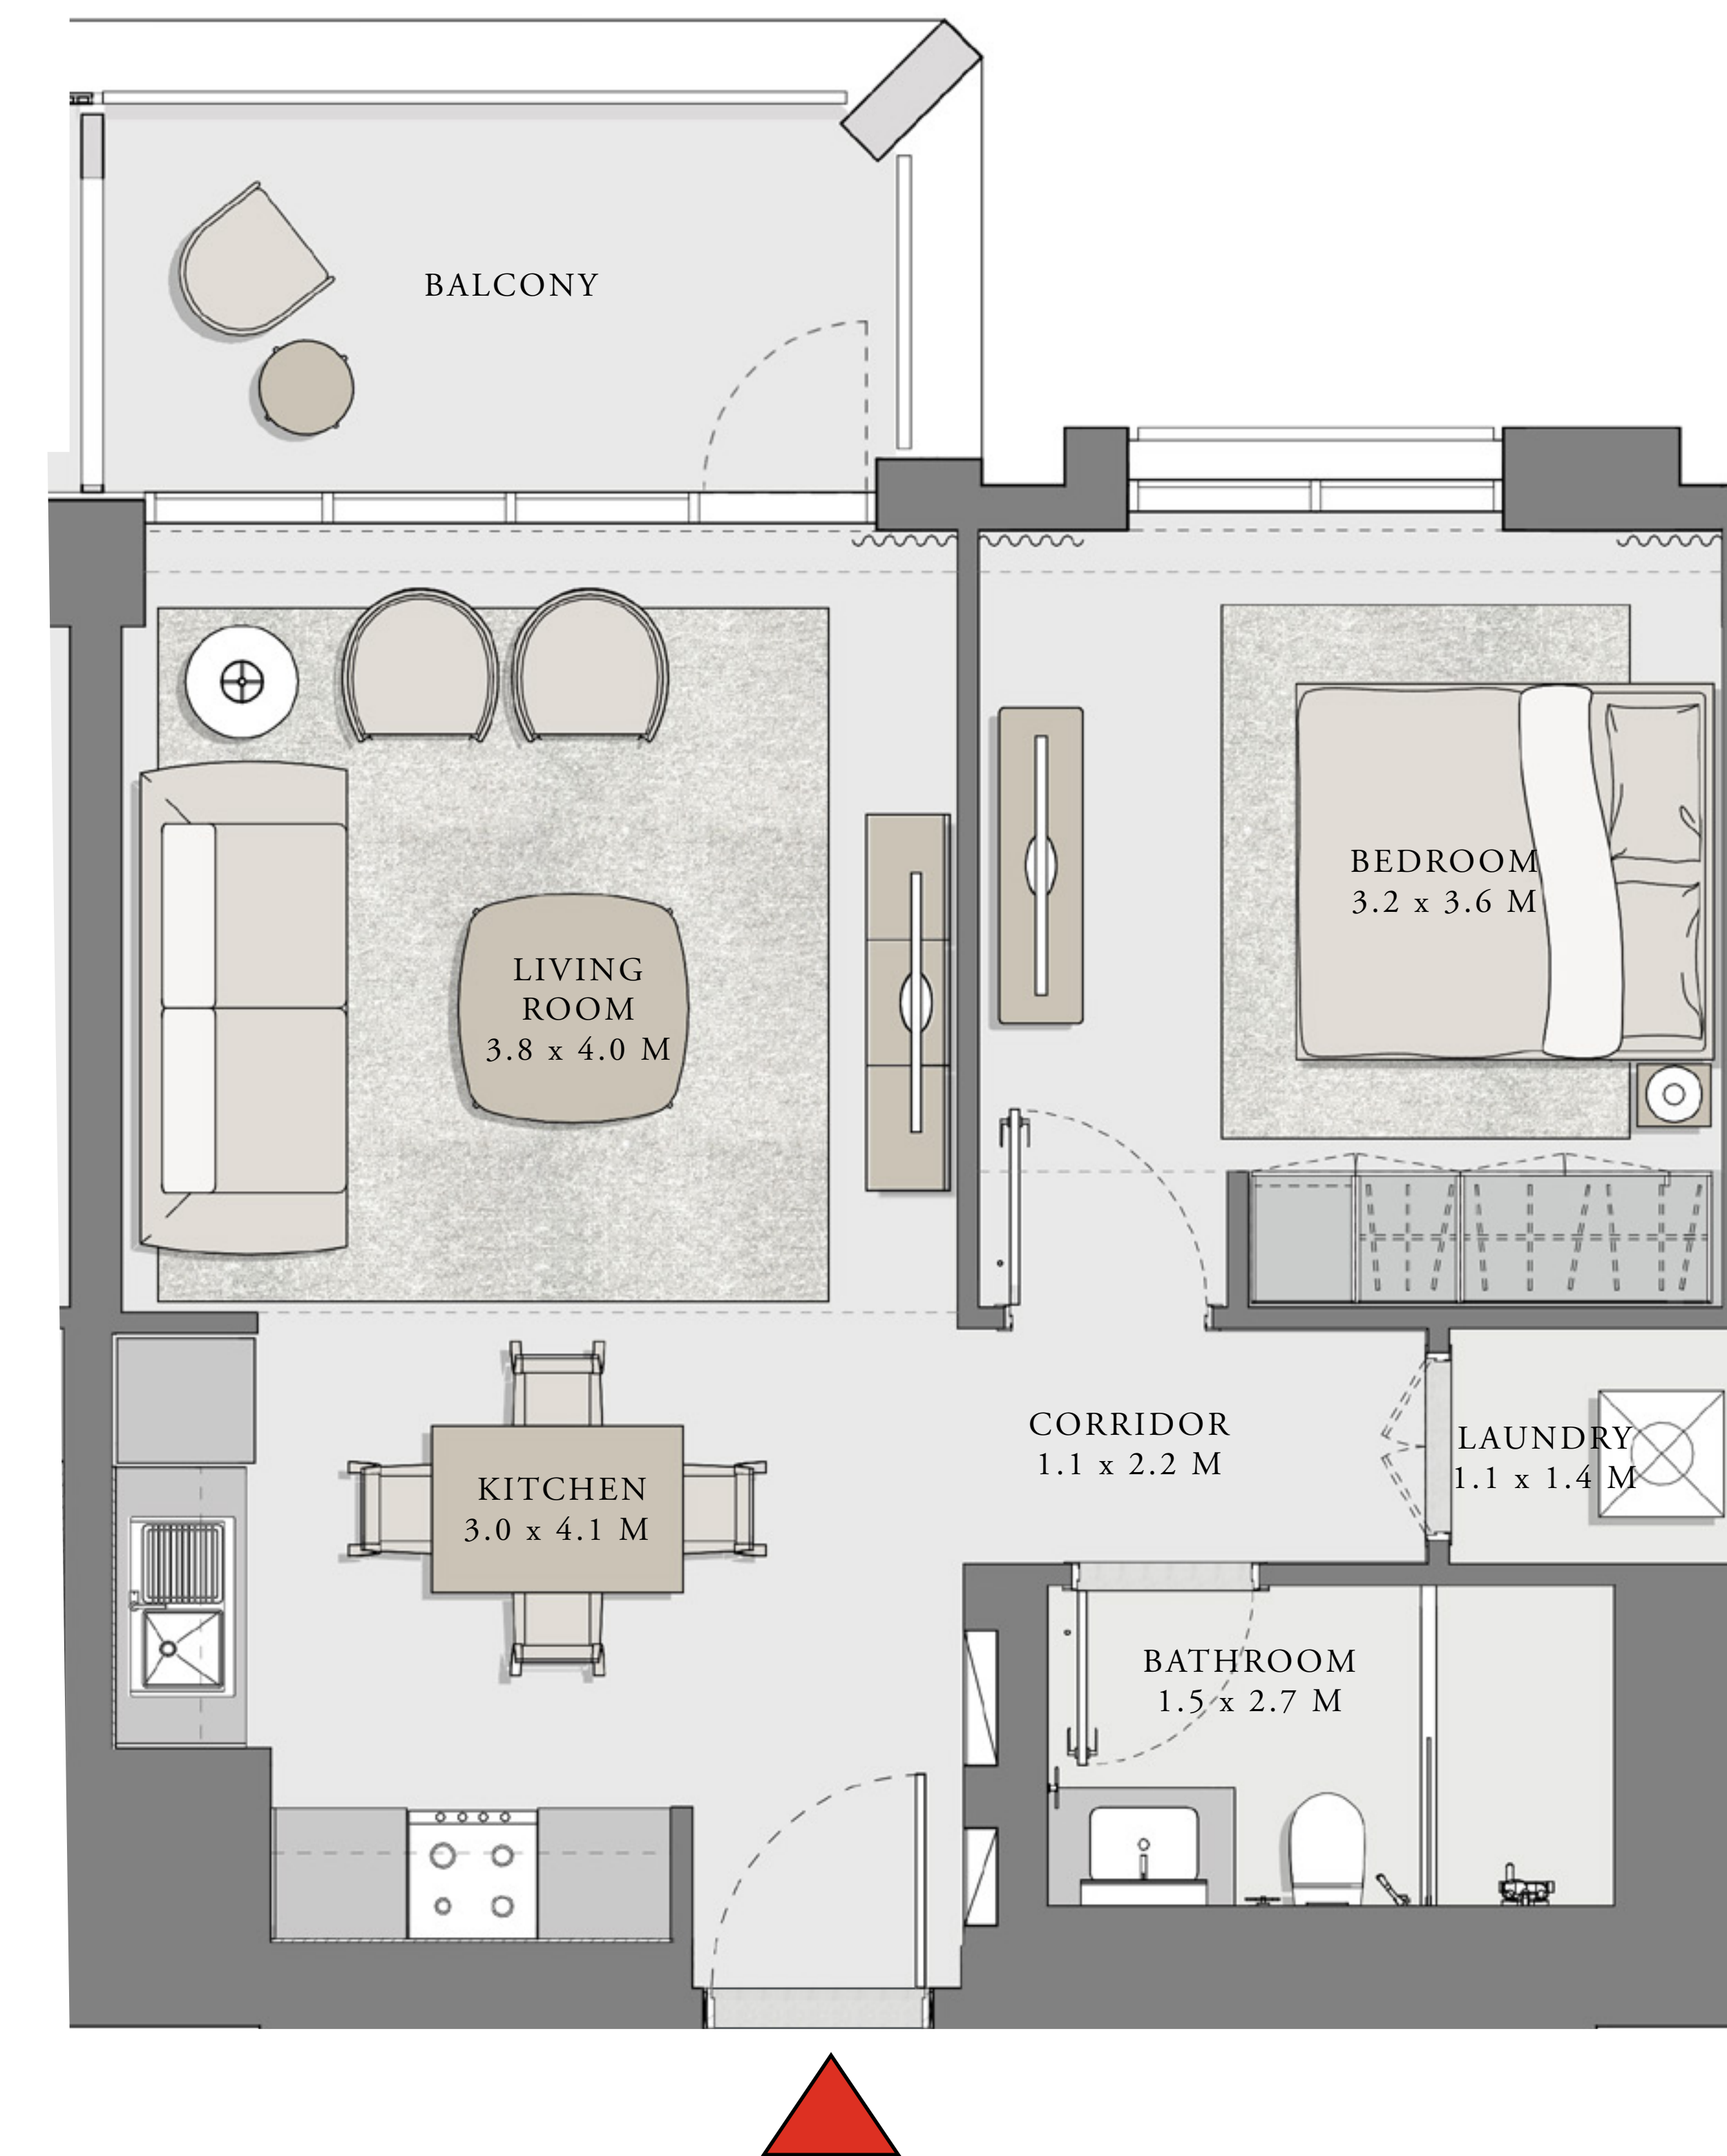 BALCONY
BEDROOM
3.2 x 3.6 M
LIVING
ROOM
3.8 x 4.0 M
CORRIDOR
1.1 x 2.2 M
LAUNDRY
1.1 x 1.4 M
KITCHEN
3.0 x 4.1 M
BATHROOM
1.5 x 2.7 M